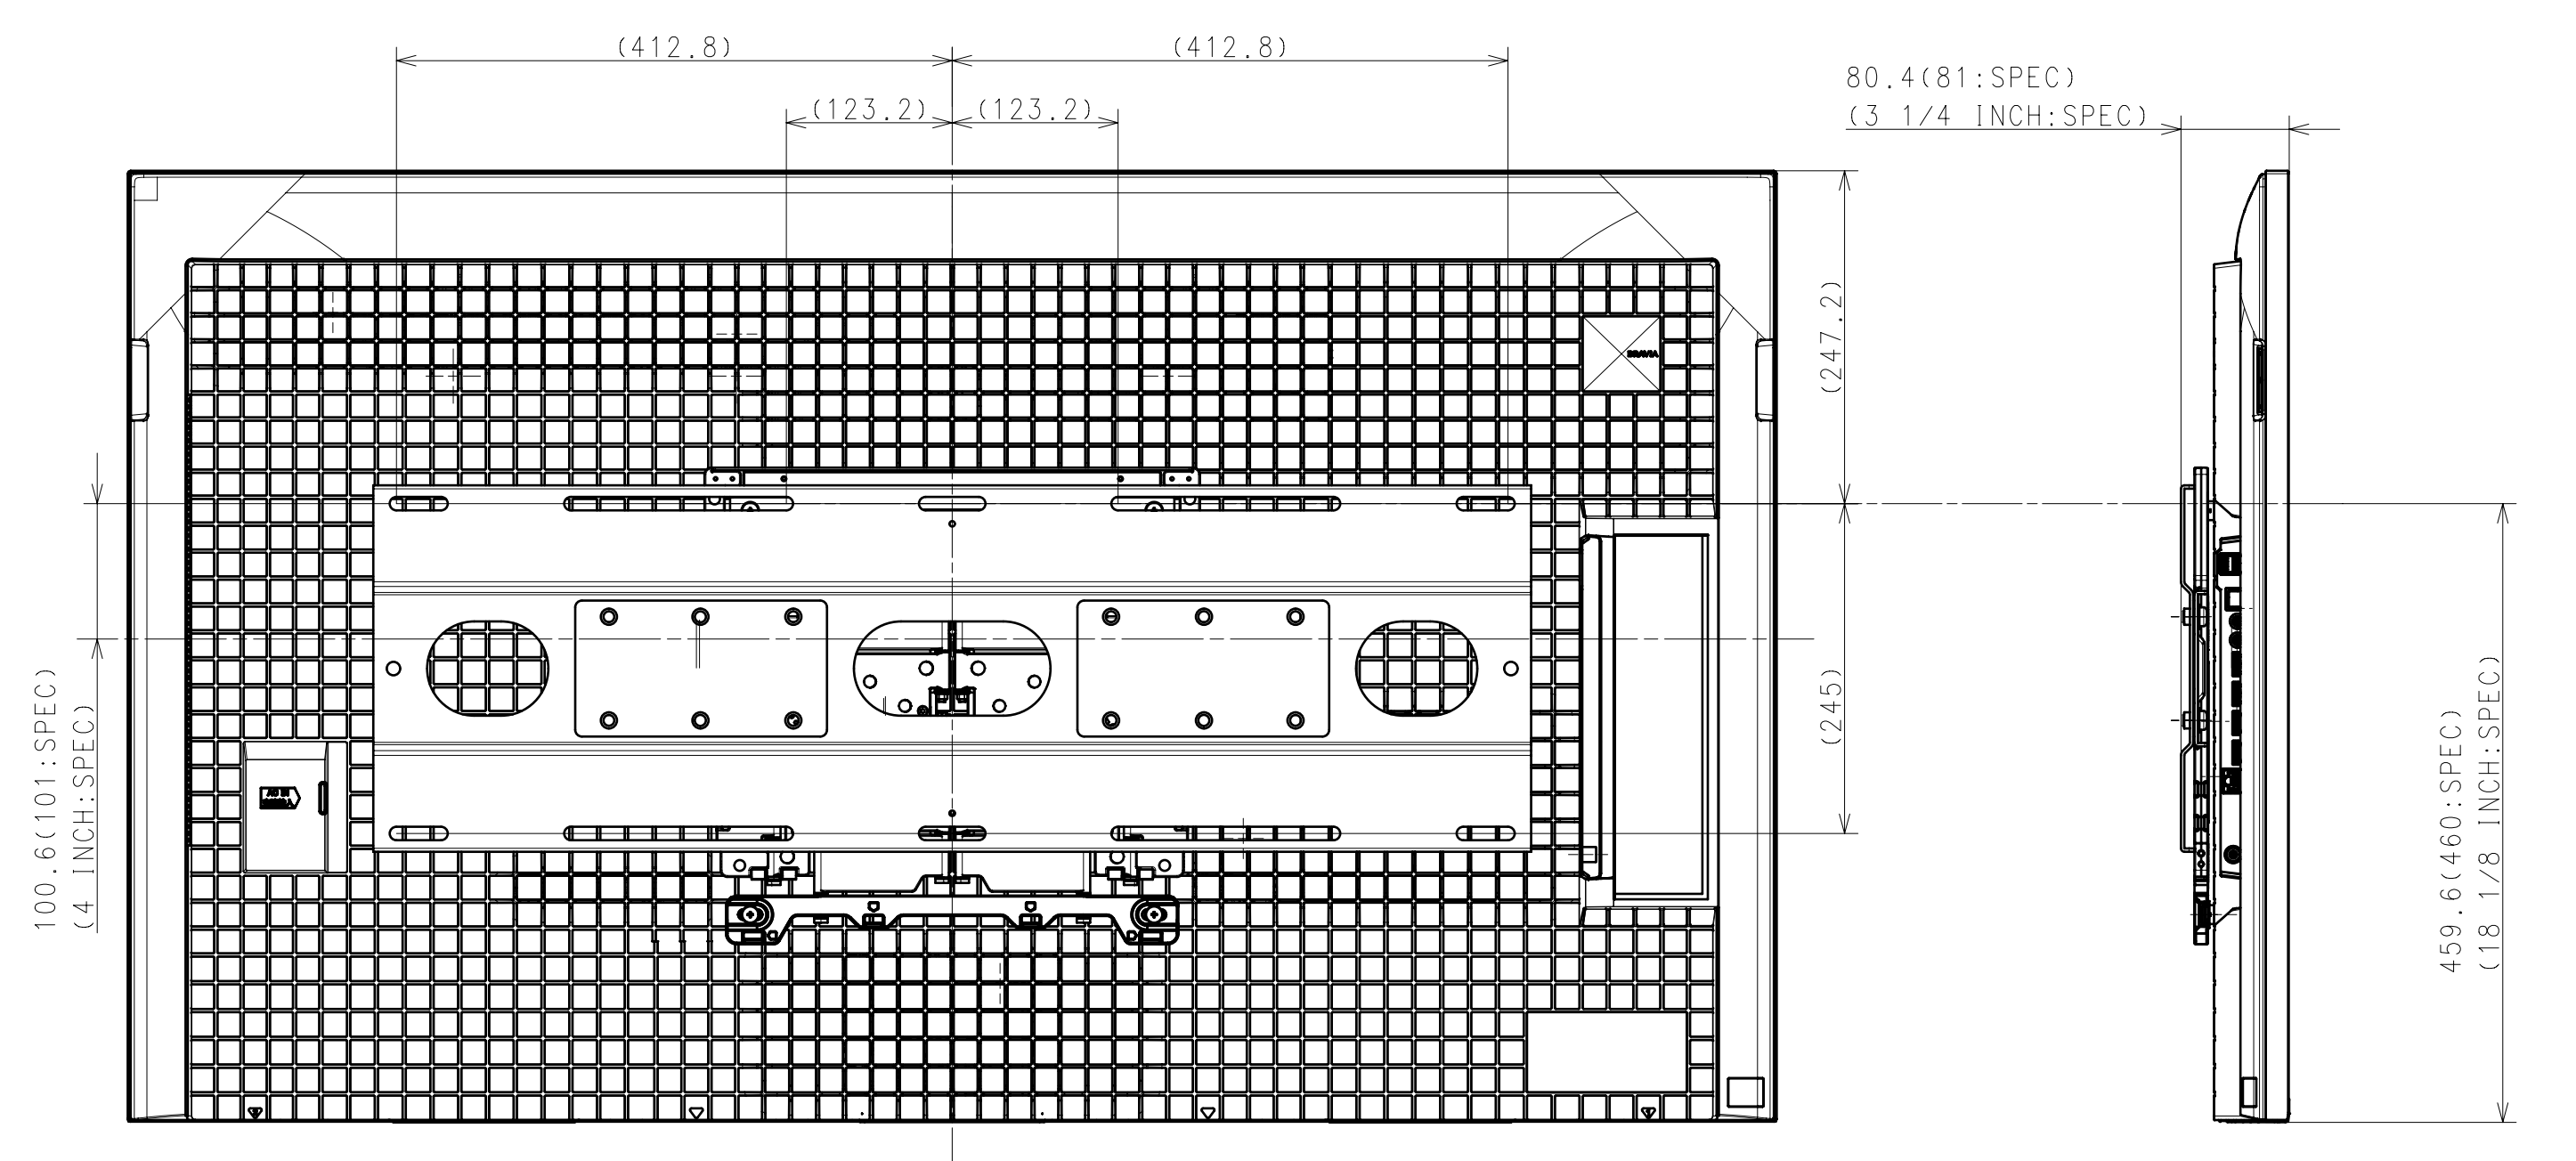 (412.8)
(412.8)
80.4(81:SPEC)
(3 1/4 INCH:SPEC)
(123.2)
(123.2)
(247.2)
BRAVIA
(245)
100.6(101:SPEC)
(4 INCH:SPEC)
459.6(460:SPEC)
(18 1/8 INCH:SPEC)